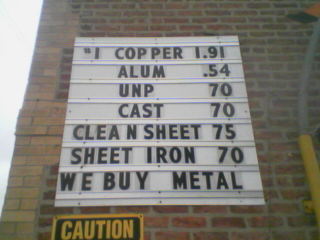 #1 COPPER 1.91
ALUM .54
UNP 70
CAST 70
CLEAN SHEET 75
SHEET IRON 70
WE BUY METAL
CAUTION